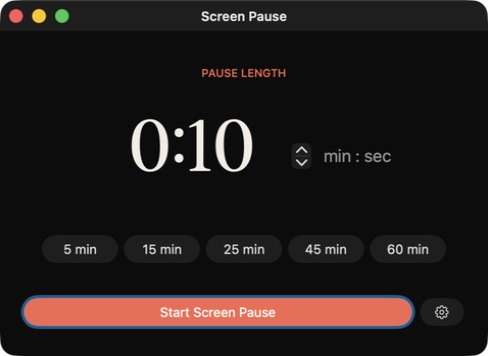 Screen Pause
PAUSE LENGTH
0:10
min : sec
5 min
15 min
25 min
45 min
60 min
Start Screen Pause